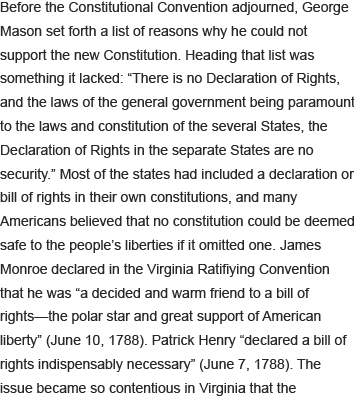 Before the Constitutional Convention adjourned, George
Mason set forth a list of reasons why he could not
support the new Constitution. Heading that list was
something it lacked: “There is no Declaration of Rights,
and the laws of the general government being paramount
to the laws and constitution of the several States, the
Declaration of Rights in the separate States are no
security.” Most of the states had included a declaration or
bill of rights in their own constitutions, and many
Americans believed that no constitution could be deemed
safe to the people’s liberties if it omitted one. James
Monroe declared in the Virginia Ratifiying Convention
that he was “a decided and warm friend to a bill of
rights—the polar star and great support of American
liberty” (June 10, 1788). Patrick Henry “declared a bill of
rights indispensably necessary” (June 7, 1788). The
issue became so contentious in Virginia that the